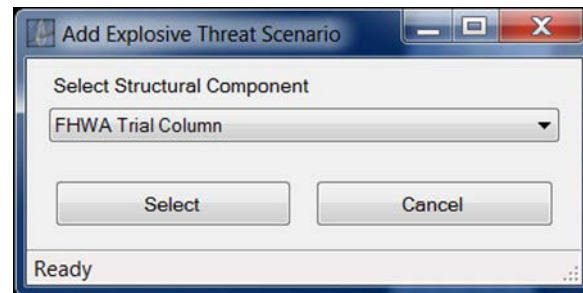 Add Explosive Threat Scenario
Select Structural Component
FHWA Trial Column
Select
Cancel
Ready